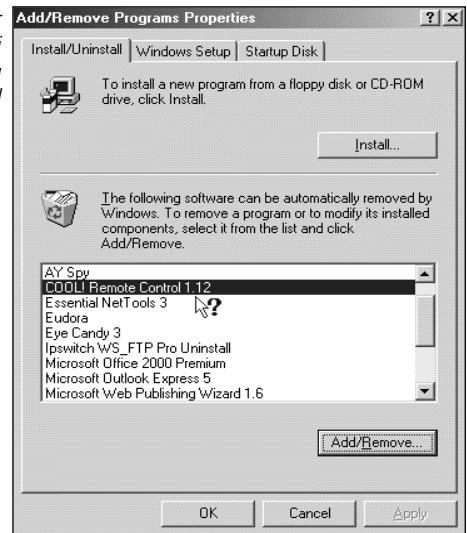 Add/Remove Programs Properties
Install/Uninstall
Windows Setup
Startup Disk
To install a new program from a floppy disk or CD-ROM
drive, click Install.
Install...
The following software can be automatically removed by
Windows. To remove a program or to modify its installed
components, select it from the list and click
Add/Remove.
AY Spy
COOL! Remote Control 1.12
Essential NetTools 3
Eudora
Eye Candy 3
Ipswitch WS_FTP Pro Uninstall
Microsoft Office 2000 Premium
Microsoft Outlook Express 5
Microsoft Web Publishing Wizard 1.6
Add/Remove...
OK
Cancel
Apply